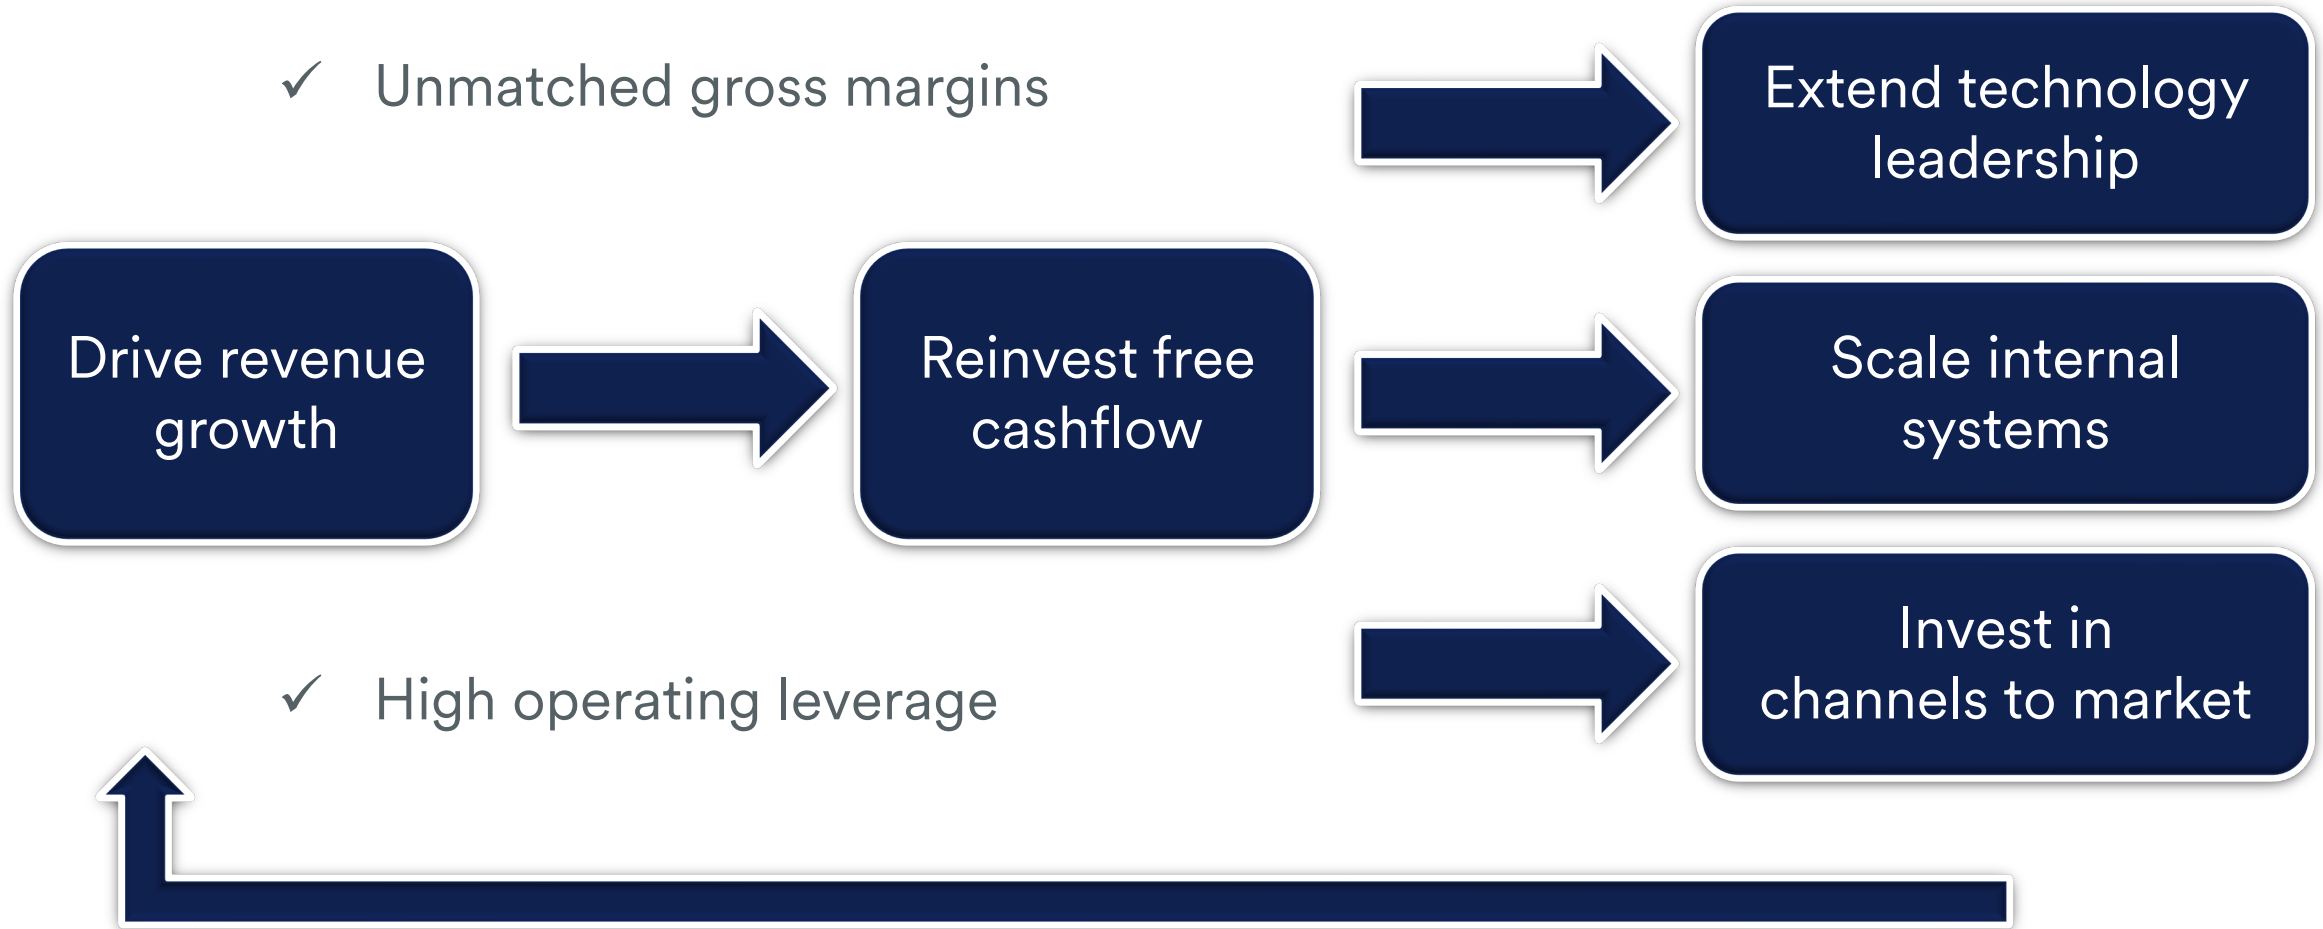 ✓ Unmatched gross margins
Drive revenue
growth
Reinvest free
cashflow
Extend technology
leadership
Scale internal
systems
Invest in
channels to market
✓ High operating leverage